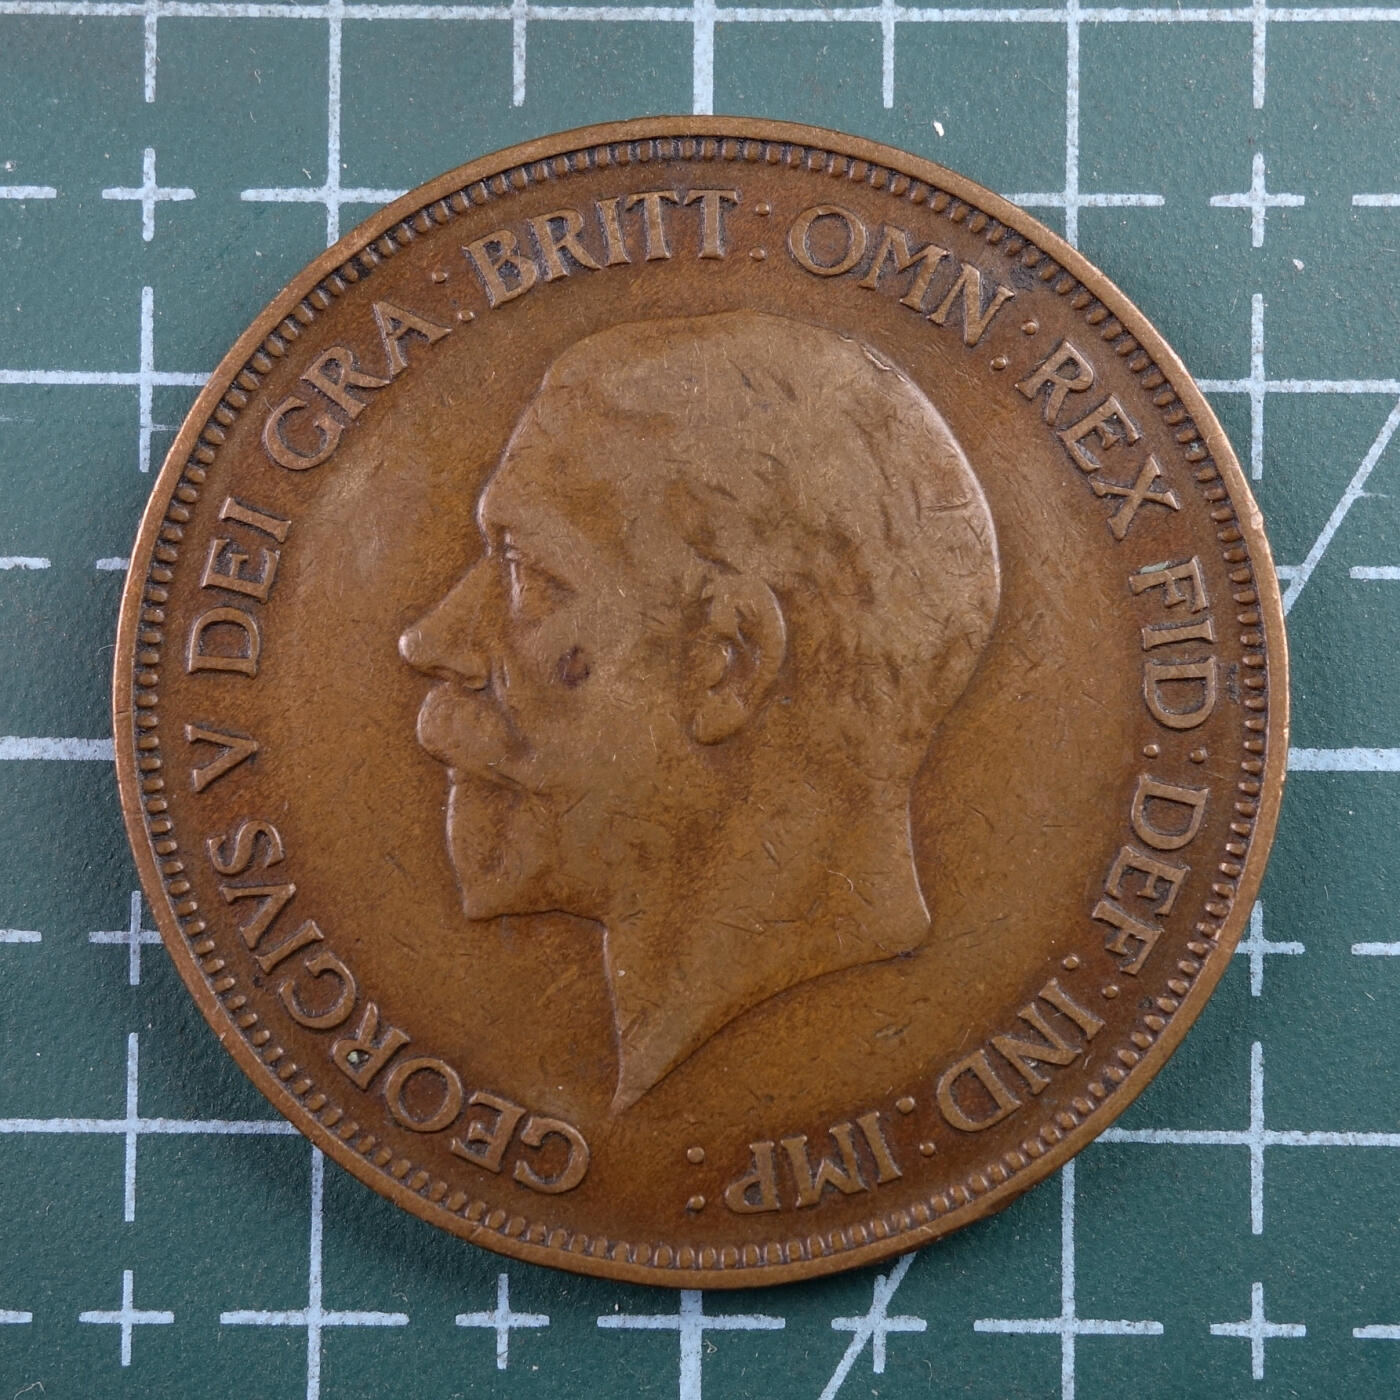 GEORGIVS V DEI GRA: BRITT: OMN: REX FID: DEF: IND: IMP: